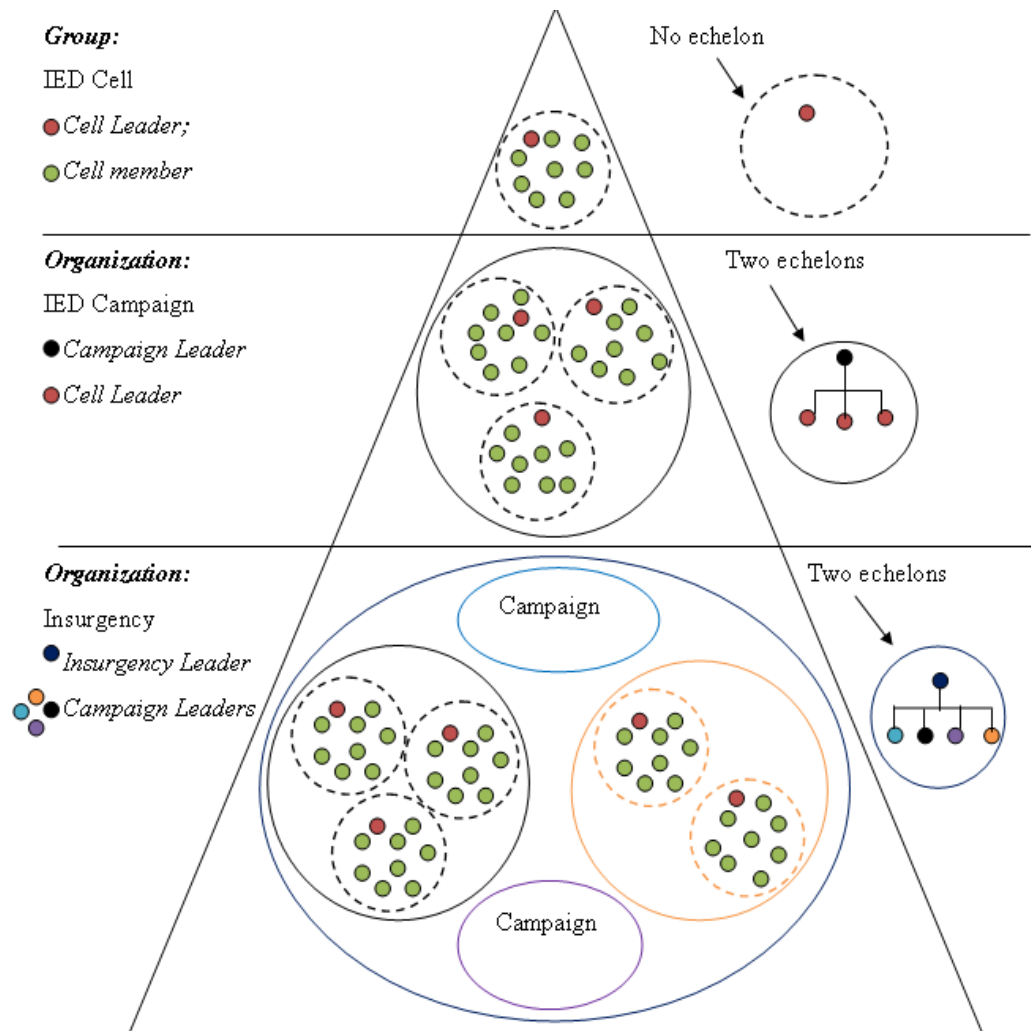 Group:
IED Cell
Cell Leader;
Cell member
No echelon
Organization:
IED Campaign
Campaign Leader
Cell Leader
Two echelons
Organization:
Insurgency
Insurgency Leader
Campaign Leaders
Campaign
Campaign
Two echelons